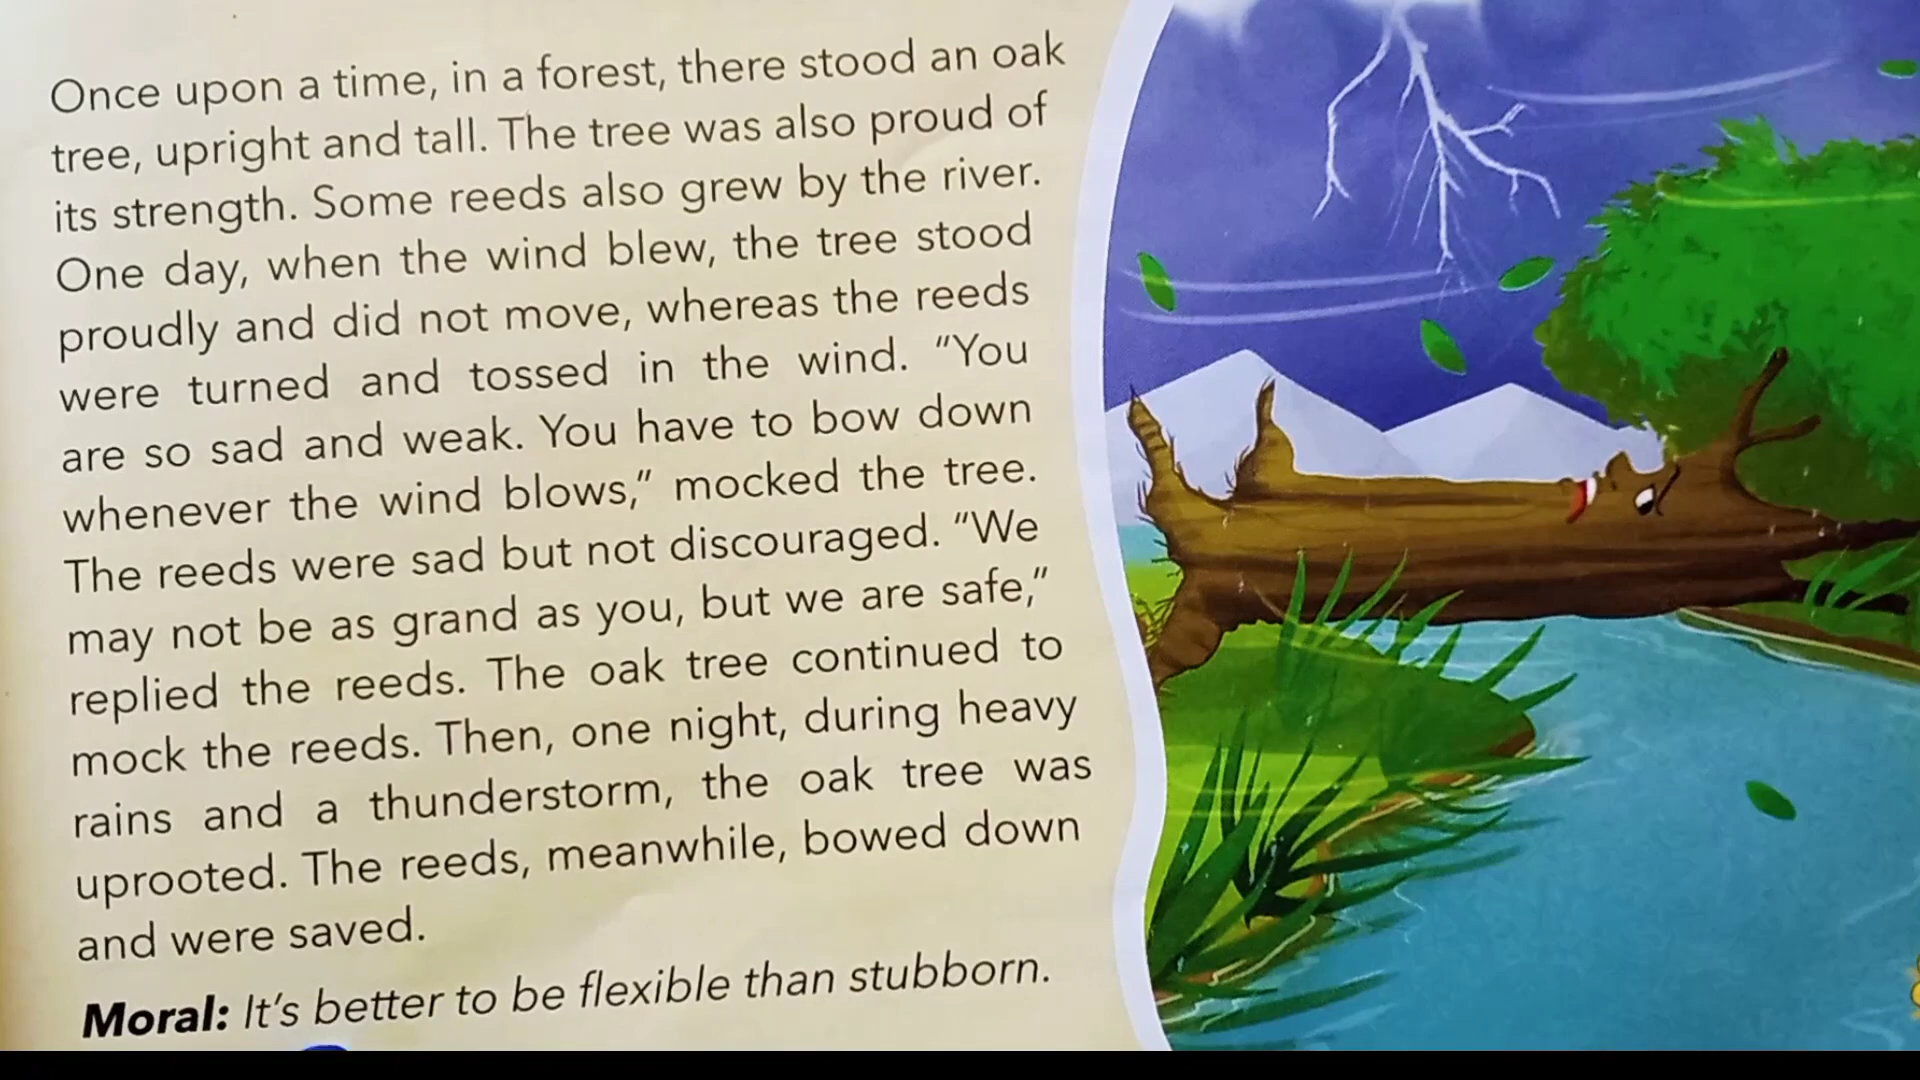 Once upon a time, in a forest, there stood an oak
tree, upright and tall. The tree was also proud of
its strength. Some reeds also grew by the river.
One day, when the wind blew, the tree stood
proudly and did not move, whereas the reeds
were turned and tossed in the wind. "You
are so sad and weak. You have to bow down
whenever the wind blows," mocked the tree.
The reeds were sad but not discouraged. "We
may not be as grand as you, but we are safe,"
replied the reeds. The oak tree continued to
mock the reeds. Then, one night, during heavy
rains and a thunderstorm, the oak tree was
uprooted. The reeds, meanwhile, bowed down
and were saved.
Moral: It's better to be flexible than stubborn.